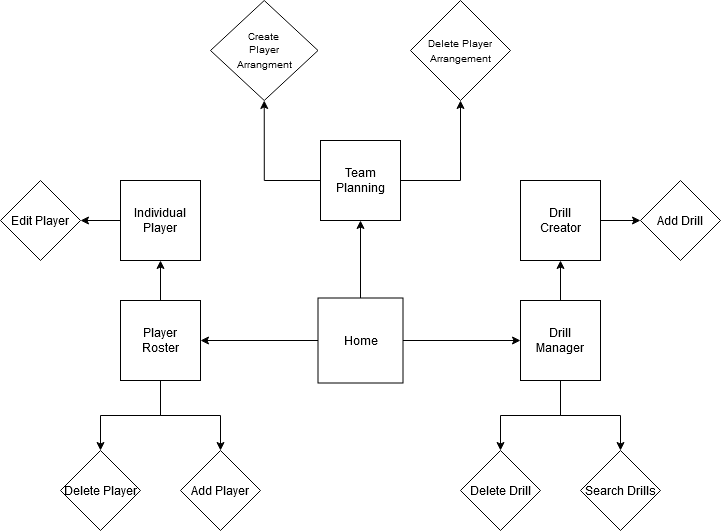 Create
Player
Arrangment
Delete Player
Arrangement
Team
Planning
Edit Player
Individual
Player
Drill
Creator
Add Drill
Player
Roster
Home
Drill
Manager
Delete Player
Add Player
Delete Drill
Search Drills